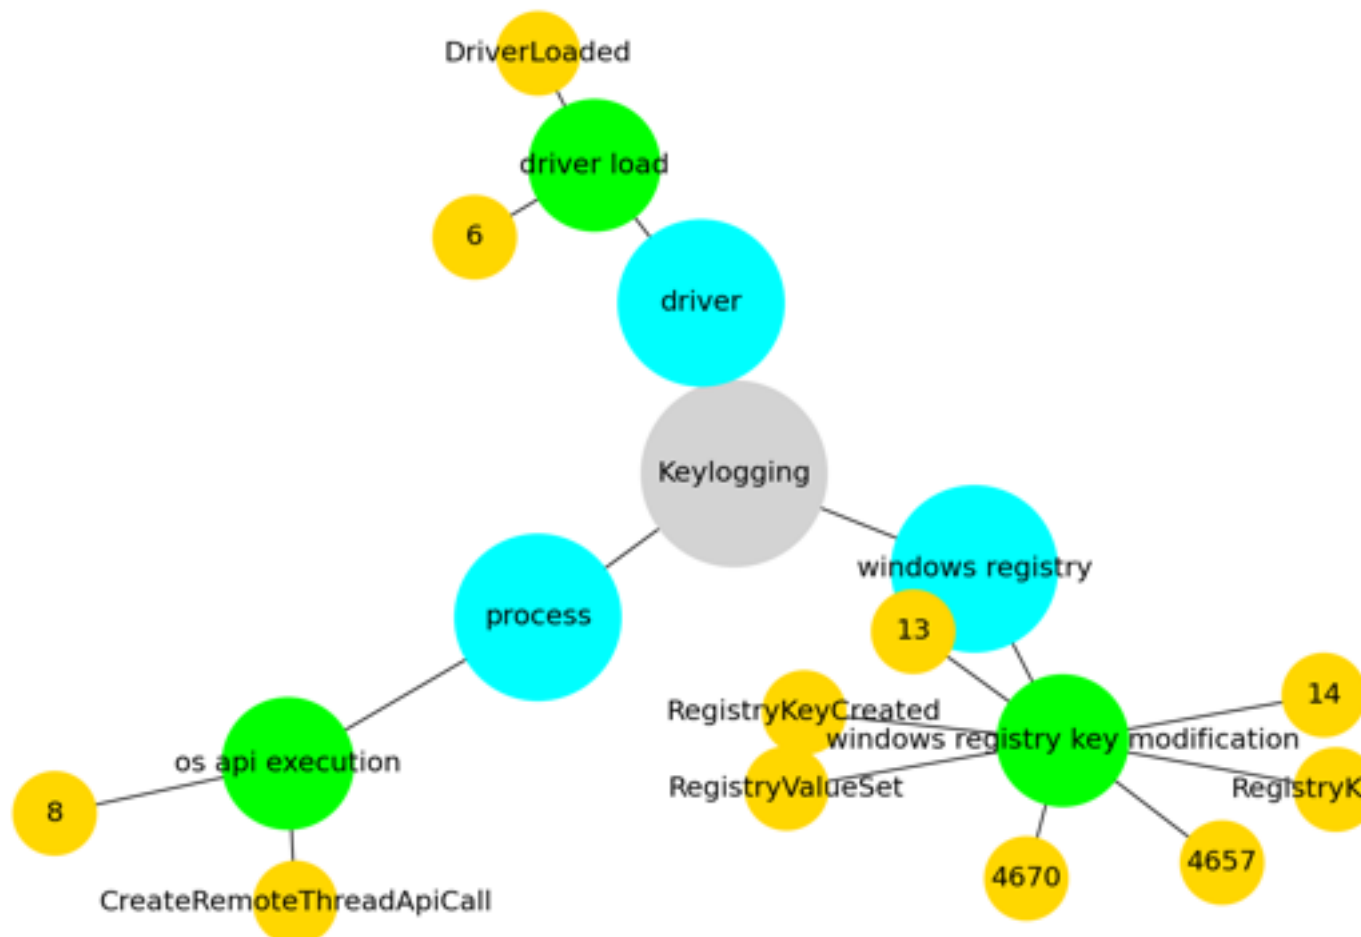 DriverLoaded
driver load
6
driver
Keylogging
windows registry
process
13
14
RegistryKeyCreated
windows registry key modification
os api execution
RegistryValueSet
RegistryK
8
4657
4670
CreateRemoteThreadApiCall